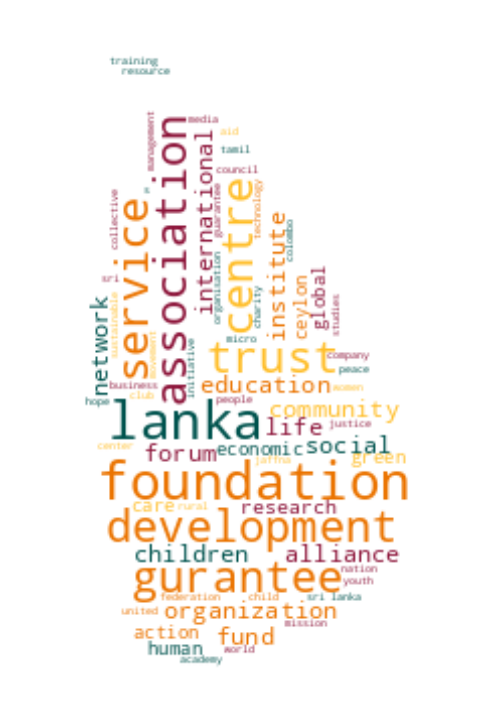 training
resource
management
association
media
international
aid
tamil
council
guarantee
centre
technology
collective
service
institute
colombo
organisation
sri
ceylon
global
charity
studies
network
sustainable
movement
initiative
micro
trust
company
peace
business
education
women
club
hope
people
lanka
community
life
justice
center
forum
economic
social
jaffna
green
foundation
care
rural
research
development
children
alliance
gurantee
nation
youth
federation
child
sri lanka
united
organization
mission
action
fund
human
world
academy